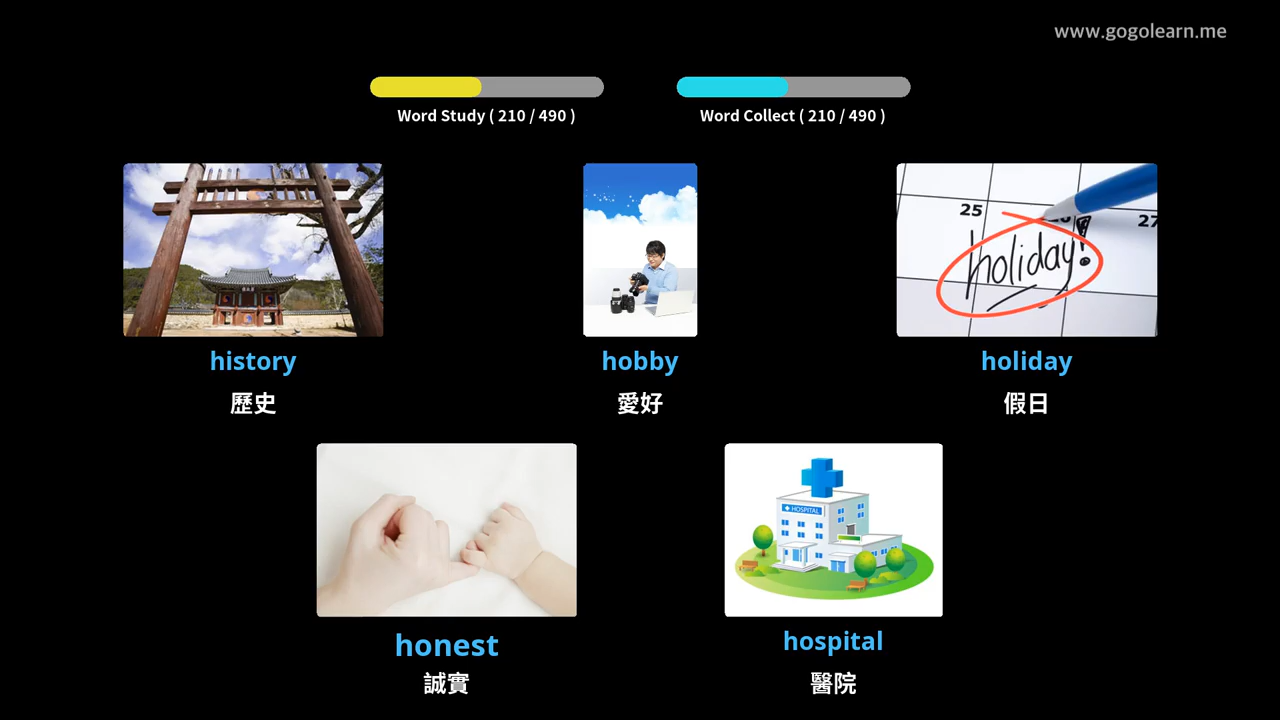 www.gogolearn.me
Word Study ( 210 / 490 )
Word Collect ( 210 / 490 )
25
27
holiday!
HOSPITAL
history
hobby
holiday
歷史
愛好
假日
honest
hospital
誠實
醫院